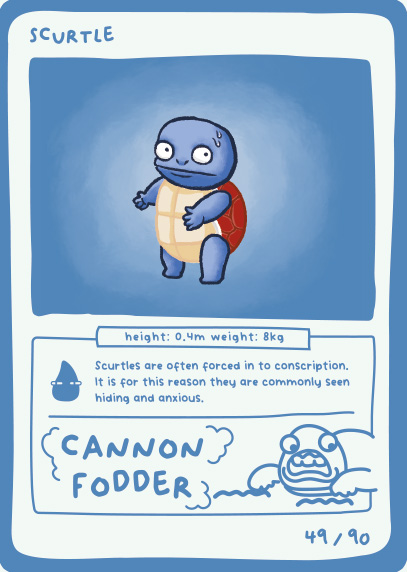 SCURTLE
height: 0.4m weight: 8kg
Scurtles are often forced in to conscription.
It is for this reason they are commonly seen
hiding and anxious.
CANNON
FODDER
49/90